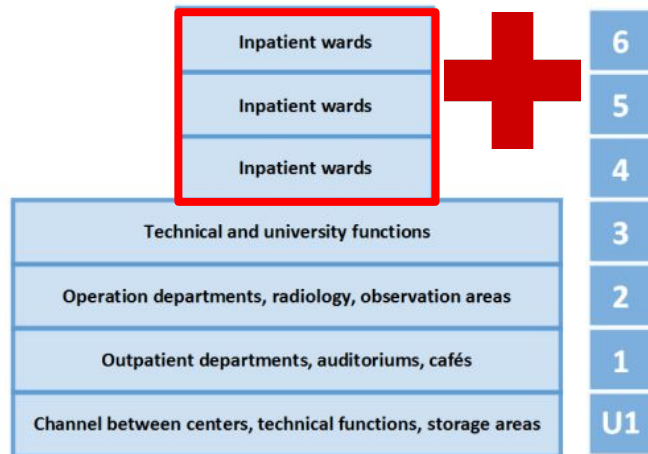 Inpatient wards 6
Inpatient wards 5
Inpatient wards 4
Technical and university functions 3
Operation departments, radiology, observation areas 2
Outpatient departments, auditoriums, cafés 1
Channel between centers, technical functions, storage areas U1